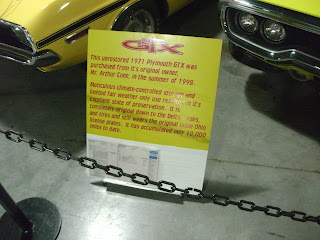 GTX
This unrestored 1971 Plymouth GTX was
purchased from it's original owner,
Mr. Arthur Cone, in the summer of 1998.
Meticulous climate-controlled storage and
limited fair weather only use resulted in it's
excellent state of preservation. It is
completely original down to the belts, hoses,
and tires and still wears the original issue Ohio
license plates. It has accumulated only 10,000
miles to date.